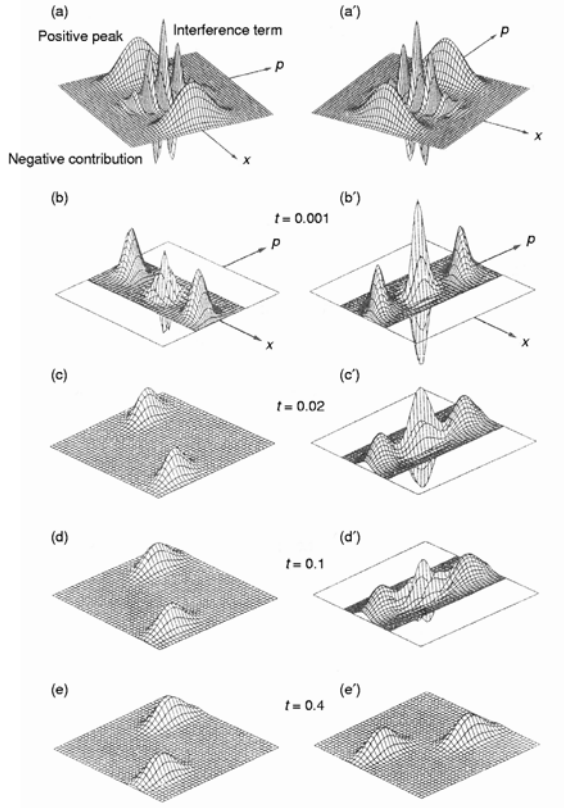 (a)
(a′)
Positive peak
Interference term
p
p
Negative contribution
x
x
(b)
t = 0.001
(b′)
p
p
x
x
(c)
t = 0.02
(c′)
(d)
t = 0.1
(d′)
(e)
t = 0.4
(e′)